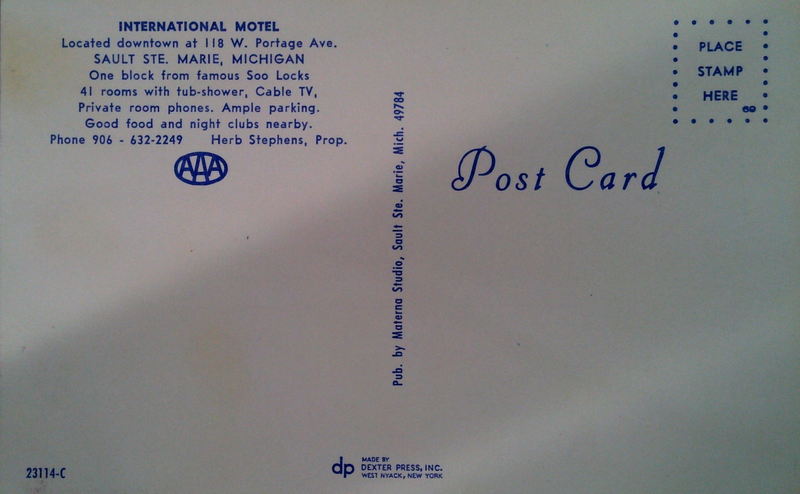 INTERNATIONAL MOTEL
Located downtown at 118 W. Portage Ave.
SAULT STE. MARIE, MICHIGAN
One block from famous Soo Locks
41 rooms with tub-shower, Cable TV,
Private room phones. Ample parking.
Good food and night clubs nearby.
Phone 906 - 632-2249 Herb Stephens, Prop.
AAA
Pub. by Materna Studio, Sault Ste. Marie, Mich. 49784
PLACE
STAMP
HERE
69
Post Card
23114-C
dp
MADE BY
DEXTER PRESS, INC.
WEST NYACK, NEW YORK